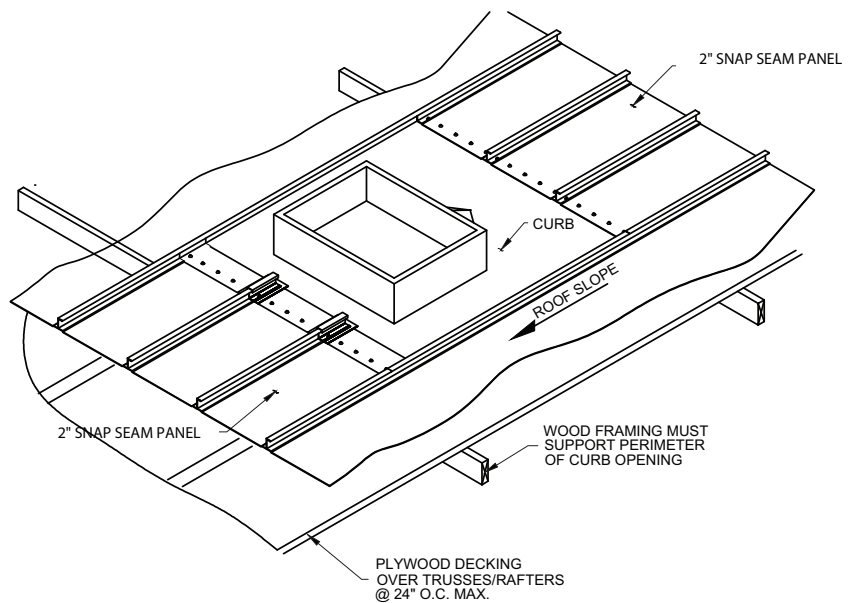 2" SNAP SEAM PANEL
CURB
ROOF SLOPE
2" SNAP SEAM PANEL
WOOD FRAMING MUST
SUPPORT PERIMETER
OF CURB OPENING
PLYWOOD DECKING
OVER TRUSSES/RAFTERS
@ 24" O.C. MAX.